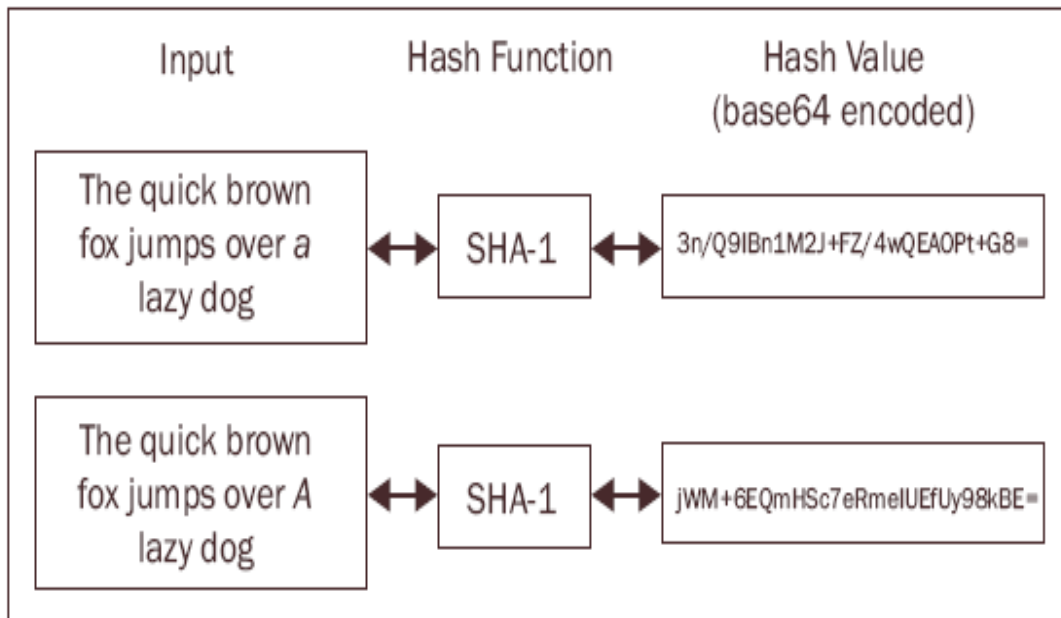 Input
Hash Function
Hash Value
(base64 encoded)
The quick brown
fox jumps over a
lazy dog
SHA-1
3n/Q9IBn1M2J+FZ/4wQEAOPt+G8=
The quick brown
fox jumps over A
lazy dog
SHA-1
jWM+6EQmHSc7eRmeIUEfUy98kBE=